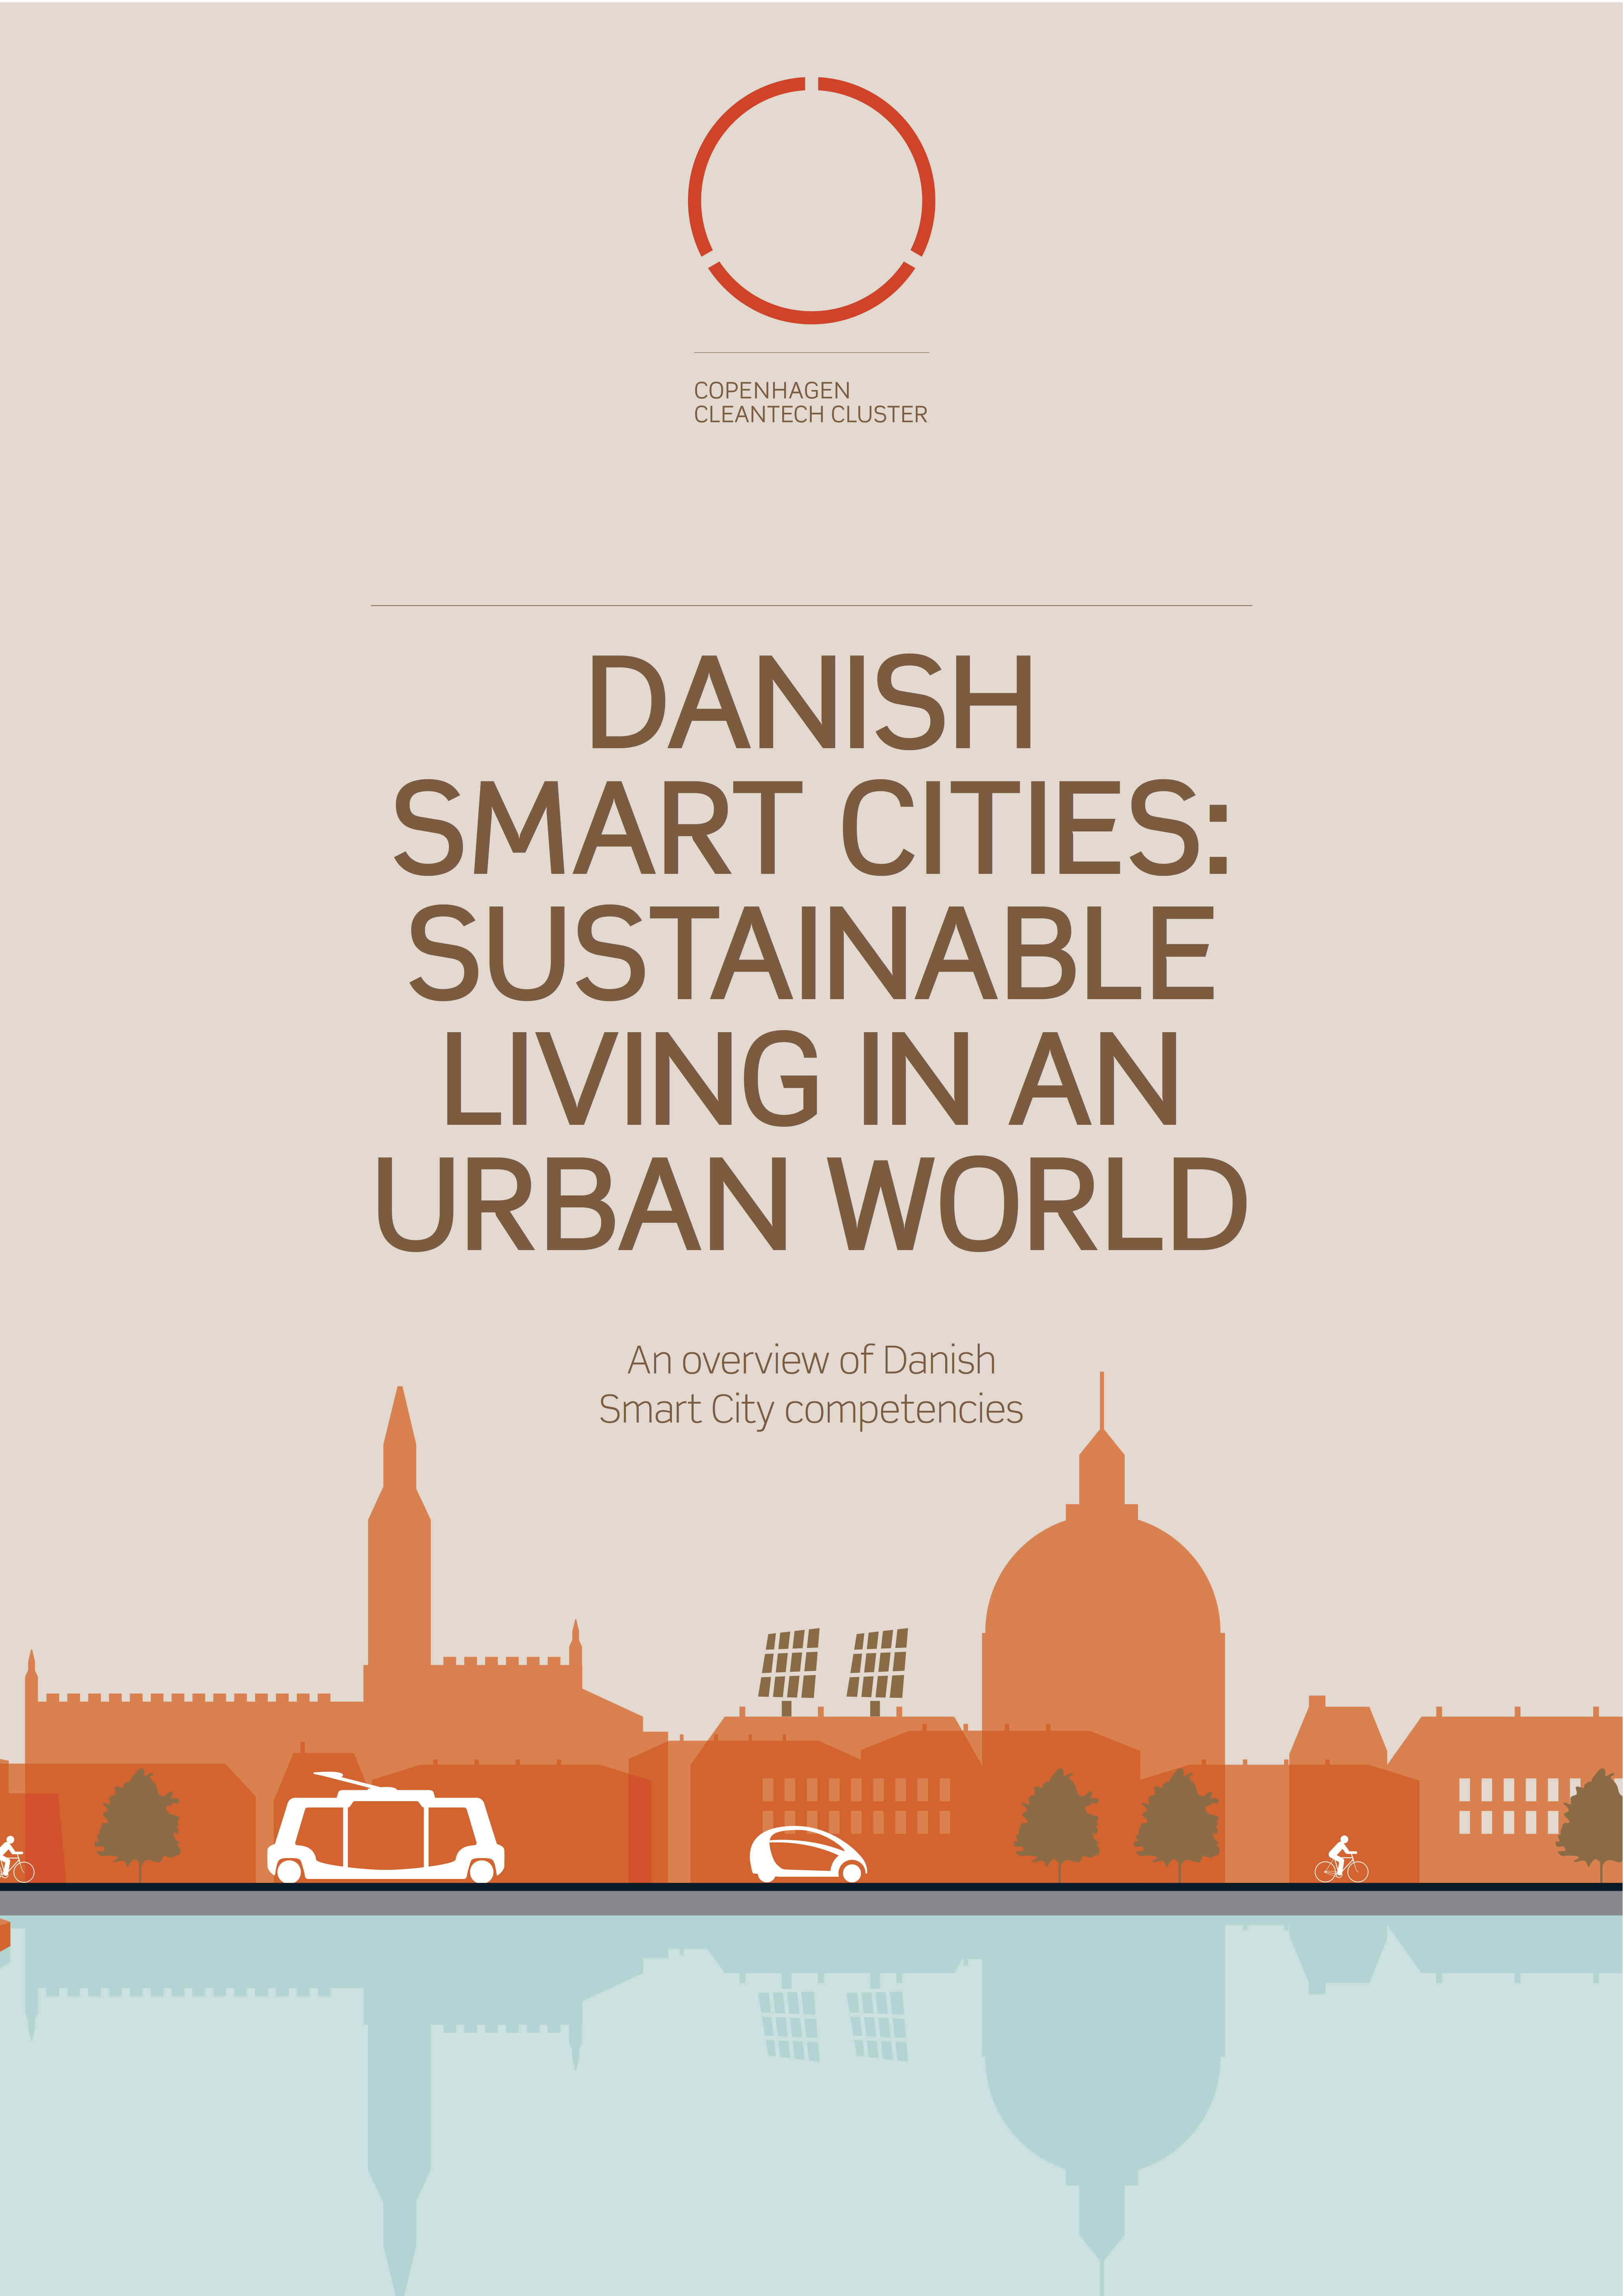 COPENHAGEN
CLEANTECH CLUSTER
DANISH
SMART CITIES:
SUSTAINABLE
LIVING IN AN
URBAN WORLD
An overview of Danish
Smart City competencies